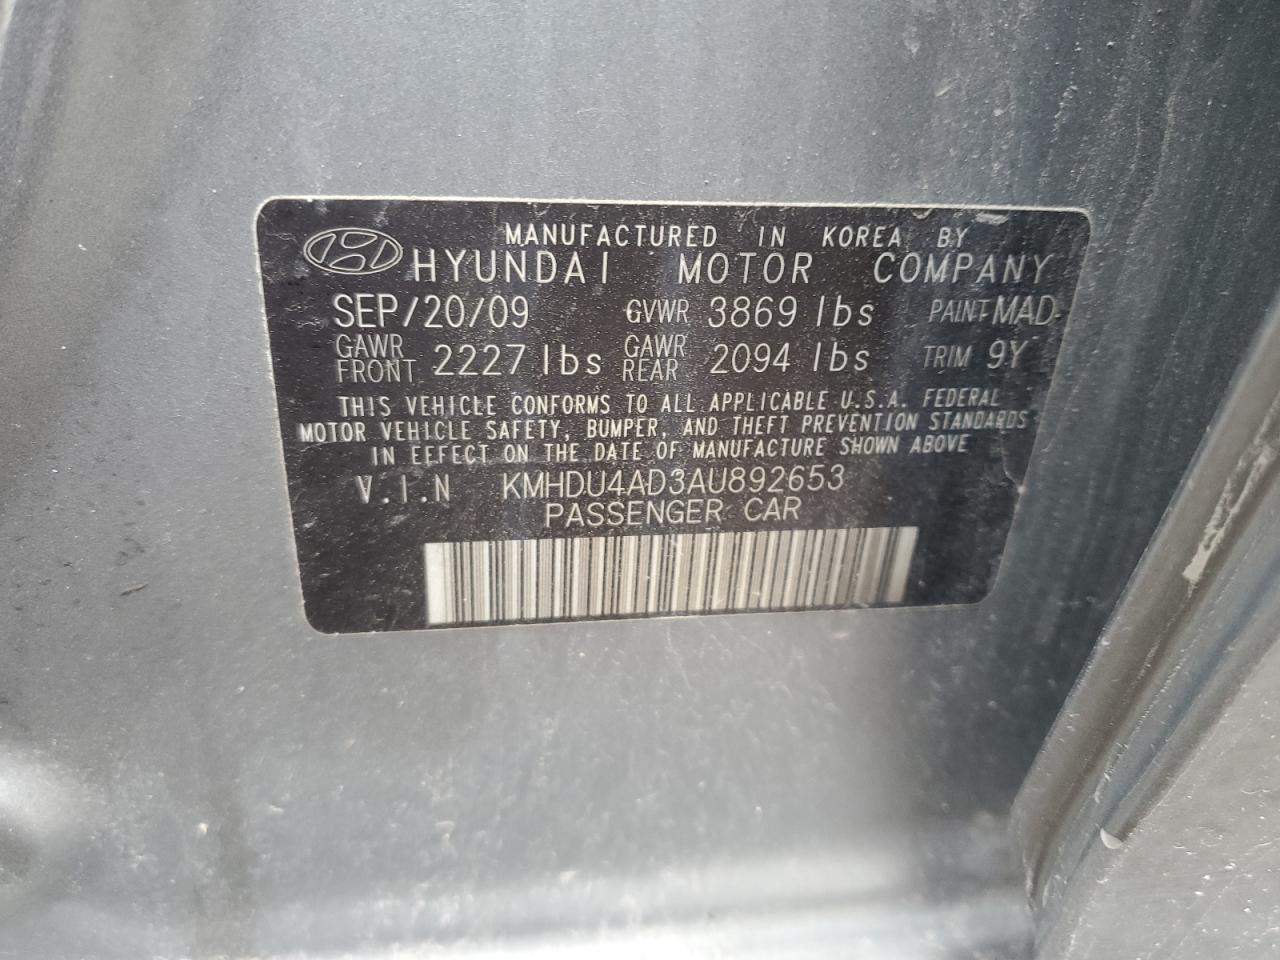 MANUFACTURED IN KOREA BY
HYUNDAI MOTOR COMPANY
SEP/20/09 GVWR 3869 lbs PAINT MAD
GAWR FRONT 2227 lbs GAWR REAR 2094 lbs TRIM 9Y
THIS VEHICLE CONFORMS TO ALL APPLICABLE U.S.A. FEDERAL
MOTOR VEHICLE SAFETY, BUMPER, AND THEFT PREVENTION STANDARDS
IN EFFECT ON THE DATE OF MANUFACTURE SHOWN ABOVE
V.I.N KMHDU4AD3AU892653
PASSENGER CAR